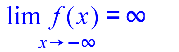 lim f(x) = ∞
x→-∞